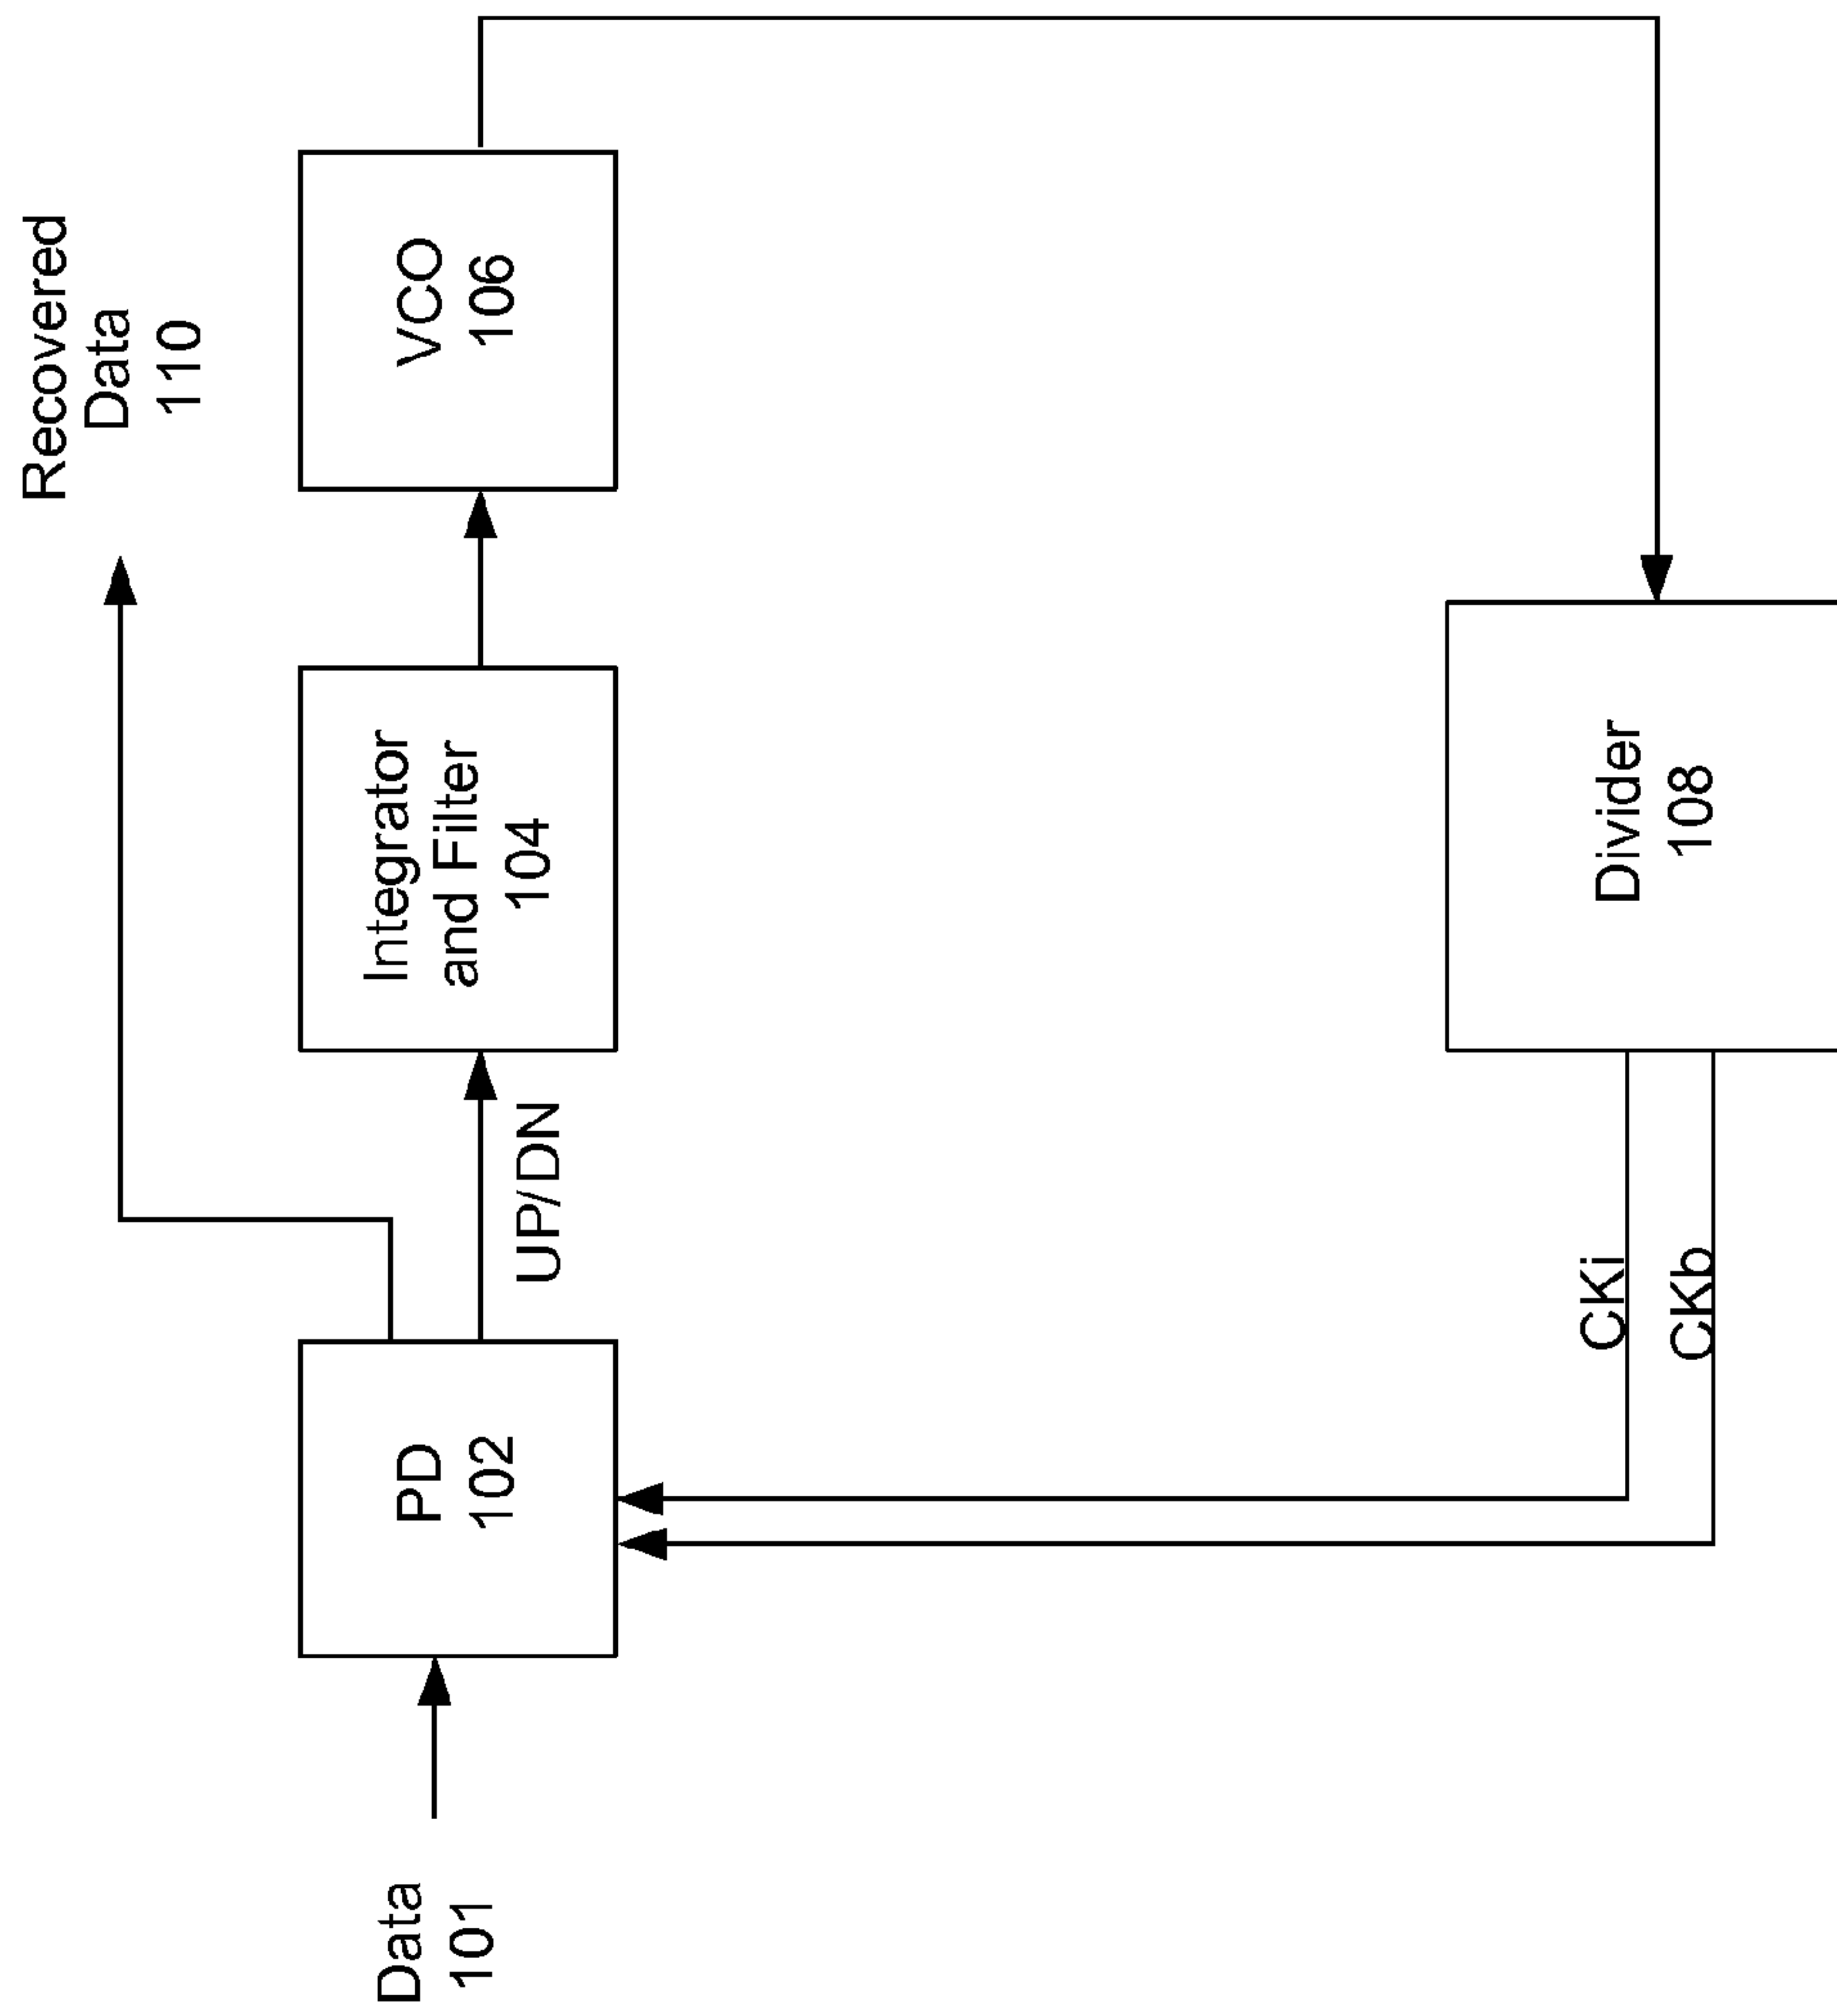 Recovered
Data
110
Data
101
PD
102
UP/DN
Integrator
and Filter
104
VCO
106
CKi
CKb
Divider
108